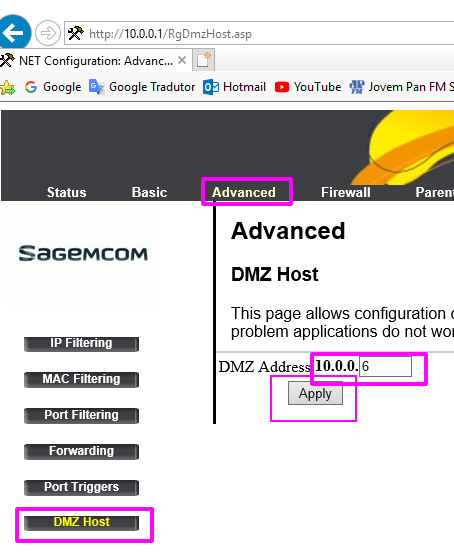 http://10.0.0.1/RgDmzHost.asp
NET Configuration: Advanc...
Google Google Tradutor Hotmail YouTube Jovem Pan FM S
Status Basic Advanced Firewall Paren
SAGEMCOM
Advanced
DMZ Host
This page allows configuration o
problem applications do not wor
IP Filtering
DMZ Address 10.0.0. 6
MAC Filtering
Apply
Port Filtering
Forwarding
Port Triggers
DMZ Host